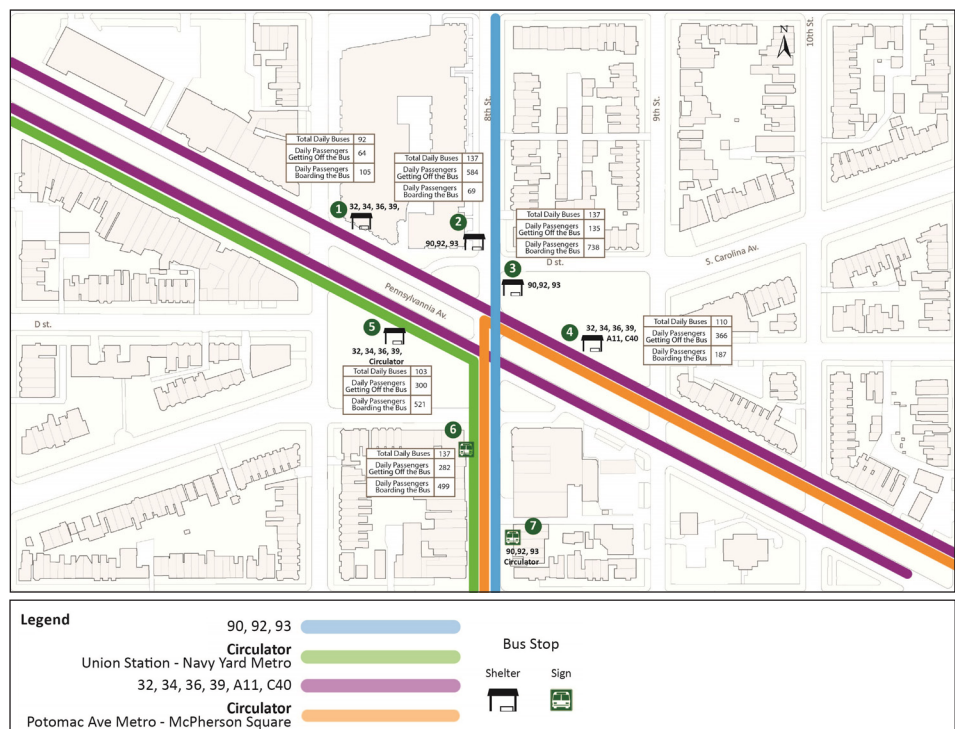 10th St.
N
8th St.
9th St.
Total Daily Buses 92
Daily Passengers
Getting Off the Bus 64
Daily Passengers
Boarding the Bus 105
Total Daily Buses 137
Daily Passengers
Getting Off the Bus 584
Daily Passengers
Boarding the Bus 69
1 32, 34, 36, 39,
2
90,92, 93
Total Daily Buses 137
Daily Passengers
Getting Off the Bus 135
Daily Passengers
Boarding the Bus 738
D st.
S. Carolina Av.
3
90,92, 93
Pennsylvannia Av.
D st.
5
32, 34, 36, 39,
Circulator
4 32, 34, 36, 39,
A11, C40
Total Daily Buses 110
Daily Passengers
Getting Off the Bus 366
Daily Passengers
Boarding the Bus 187
Total Daily Buses 103
Daily Passengers
Getting Off the Bus 300
Daily Passengers
Boarding the Bus 521
6
Total Daily Buses 137
Daily Passengers
Getting Off the Bus 282
Daily Passengers
Boarding the Bus 499
7
90,92, 93
Circulator
Legend
90, 92, 93
Circulator
Union Station - Navy Yard Metro
32, 34, 36, 39, A11, C40
Circulator
Potomac Ave Metro - McPherson Square
Bus Stop
Shelter Sign